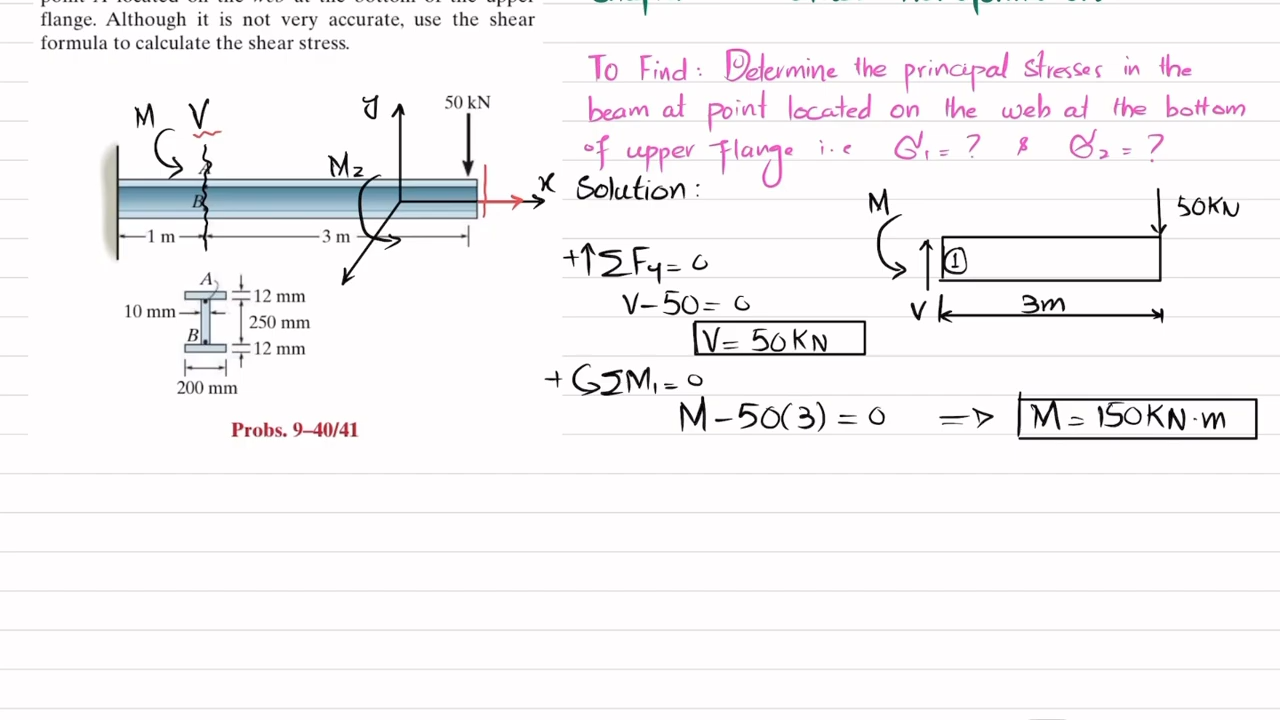 flange. Although it is not very accurate, use the shear
formula to calculate the shear stress.
To Find: Determine the principal stresses in the
beam at point located on the web at the bottom
of upper flange i.e σ₁ = ? & σ₂ = ?
Solution:
M V
y
50 kN
M₂
x
A
B
1 m
3 m
A
12 mm
10 mm
250 mm
B
12 mm
200 mm
Probs. 9–40/41
M
50KN
1
V
3m
+↑ΣFy = 0
V - 50 = 0
V = 50KN
+↺ΣM₁ = 0
M - 50(3) = 0 ⇒ M = 150KN·m